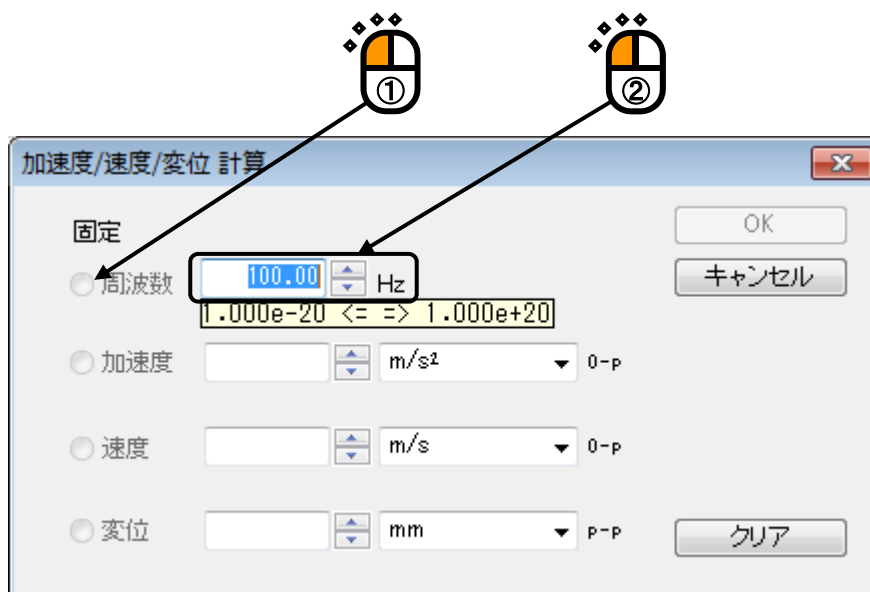 ① ②
加速度/速度/変位 計算
固定
OK
周波数 100.00 Hz
キャンセル
1.000e-20 <= => 1.000e+20
加速度 m/s² 0-p
速度 m/s 0-p
変位 mm p-p
クリア